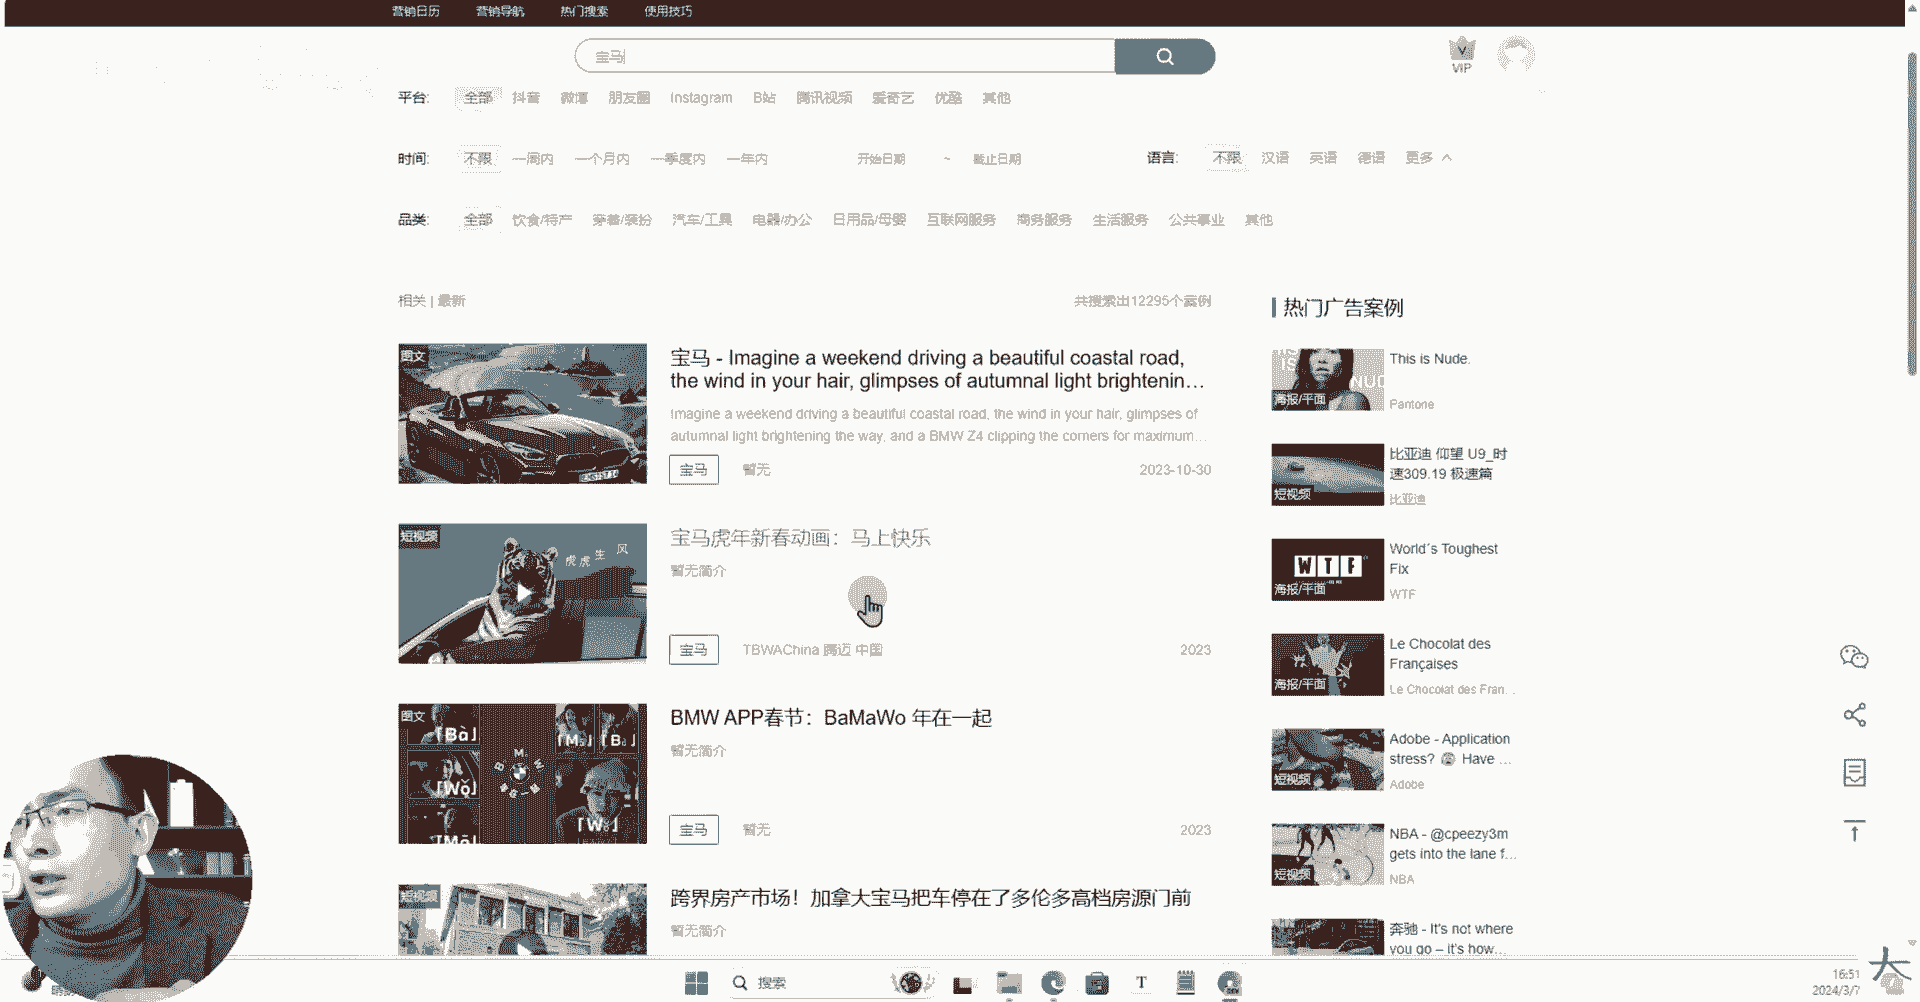 营销日历 营销导航 热门搜索 使用技巧
宝马
VIP
平台: 全部 抖音 微博 朋友圈 Instagram B站 腾讯视频 爱奇艺 优酷 其他
时间: 不限 一周内 一个月内 一季度内 一年内 开始日期 ~ 截止日期 语言: 不限 汉语 英语 德语 更多
品类: 全部 饮食/特产 穿着/装扮 汽车/工具 电器/办公 日用品/母婴 互联网服务 商务服务 生活服务 公共事业 其他
相关 | 最新 共搜索出12295个案例
图文
宝马 - Imagine a weekend driving a beautiful coastal road,
the wind in your hair, glimpses of autumnal light brightenin...
Imagine a weekend driving a beautiful coastal road, the wind in your hair, glimpses of
autumnal light brightening the way, and a BMW Z4 clipping the corners for maximum...
宝马 暂无 2023-10-30
短视频
虎虎生风
宝马虎年新春动画：马上快乐
暂无简介
宝马 TBWAChina 腾迈 中国 2023
图文
「Bà」
「Wǒ」
BMW APP春节：BaMaWo 年在一起
暂无简介
宝马 暂无 2023
短视频
跨界房产市场！加拿大宝马把车停在了多伦多高档房源门前
暂无简介
热门广告案例
海报/平面
This is Nude.
Pantone
短视频
比亚迪 仰望 U9_时
速309.19 极速篇
比亚迪
WTF
海报/平面
World´s Toughest
Fix
WTF
海报/平面
Le Chocolat des
Françaises
Le Chocolat des Fran...
短视频
Adobe - Application
stress? 😩 Have ...
Adobe
短视频
NBA - @cpeezy3m
gets into the lane f...
NBA
奔驰 - It's not where
you go – it's how...
搜索
T
16:51
2024/3/7
大